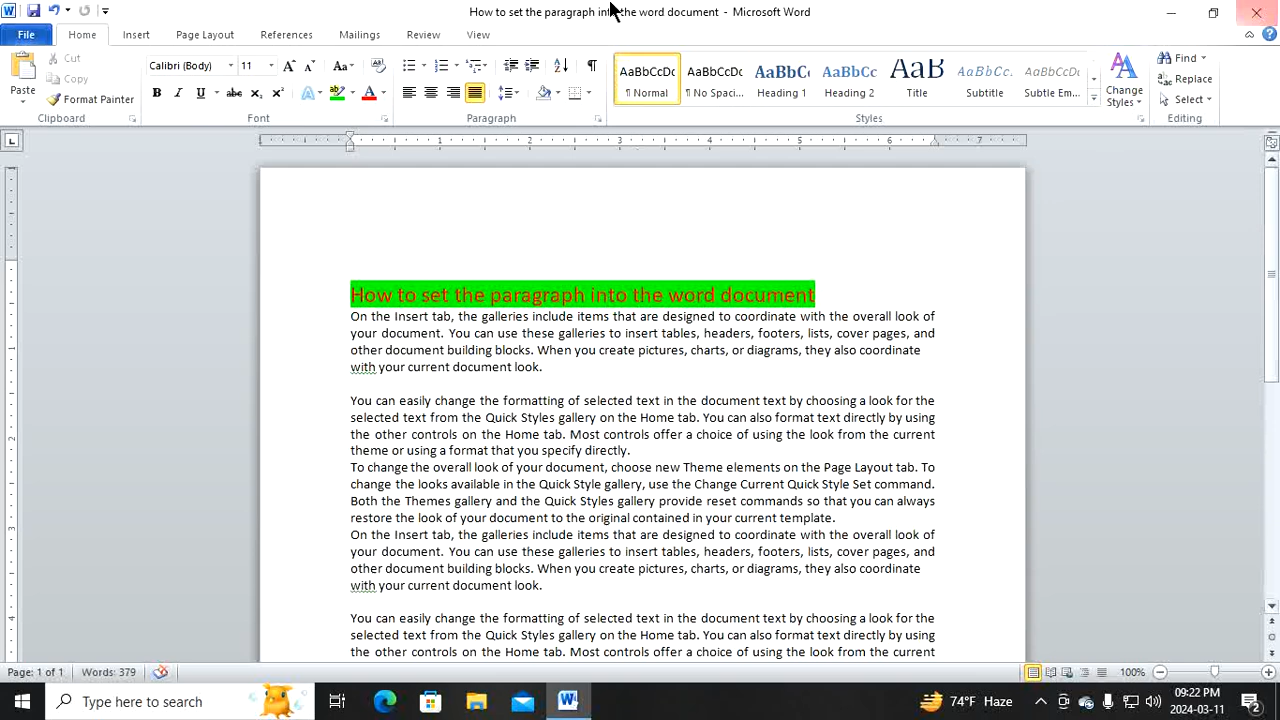 How to set the paragraph into the word document - Microsoft Word
File Home Insert Page Layout References Mailings Review View
Paste
Cut
Copy
Format Painter
Clipboard
Calibri (Body) 11
Font
Paragraph
AaBbCcDc AaBbCcDc AaBbCc AaBbCc AaB AaBbCcL AaBbCcDc
¶ Normal ¶ No Spaci... Heading 1 Heading 2 Title Subtitle Subtle Em...
Change
Styles
Styles
Find
Replace
Select
Editing
1 2 3 4 5 6 7
How to set the paragraph into the word document
On the Insert tab, the galleries include items that are designed to coordinate with the overall look of
your document. You can use these galleries to insert tables, headers, footers, lists, cover pages, and
other document building blocks. When you create pictures, charts, or diagrams, they also coordinate
with your current document look.
You can easily change the formatting of selected text in the document text by choosing a look for the
selected text from the Quick Styles gallery on the Home tab. You can also format text directly by using
the other controls on the Home tab. Most controls offer a choice of using the look from the current
theme or using a format that you specify directly.
To change the overall look of your document, choose new Theme elements on the Page Layout tab. To
change the looks available in the Quick Style gallery, use the Change Current Quick Style Set command.
Both the Themes gallery and the Quick Styles gallery provide reset commands so that you can always
restore the look of your document to the original contained in your current template.
On the Insert tab, the galleries include items that are designed to coordinate with the overall look of
your document. You can use these galleries to insert tables, headers, footers, lists, cover pages, and
other document building blocks. When you create pictures, charts, or diagrams, they also coordinate
with your current document look.
You can easily change the formatting of selected text in the document text by choosing a look for the
selected text from the Quick Styles gallery on the Home tab. You can also format text directly by using
the other controls on the Home tab. Most controls offer a choice of using the look from the current
Page: 1 of 1 Words: 379 100%
Type here to search
74°F Haze
09:22 PM
2024-03-11
2